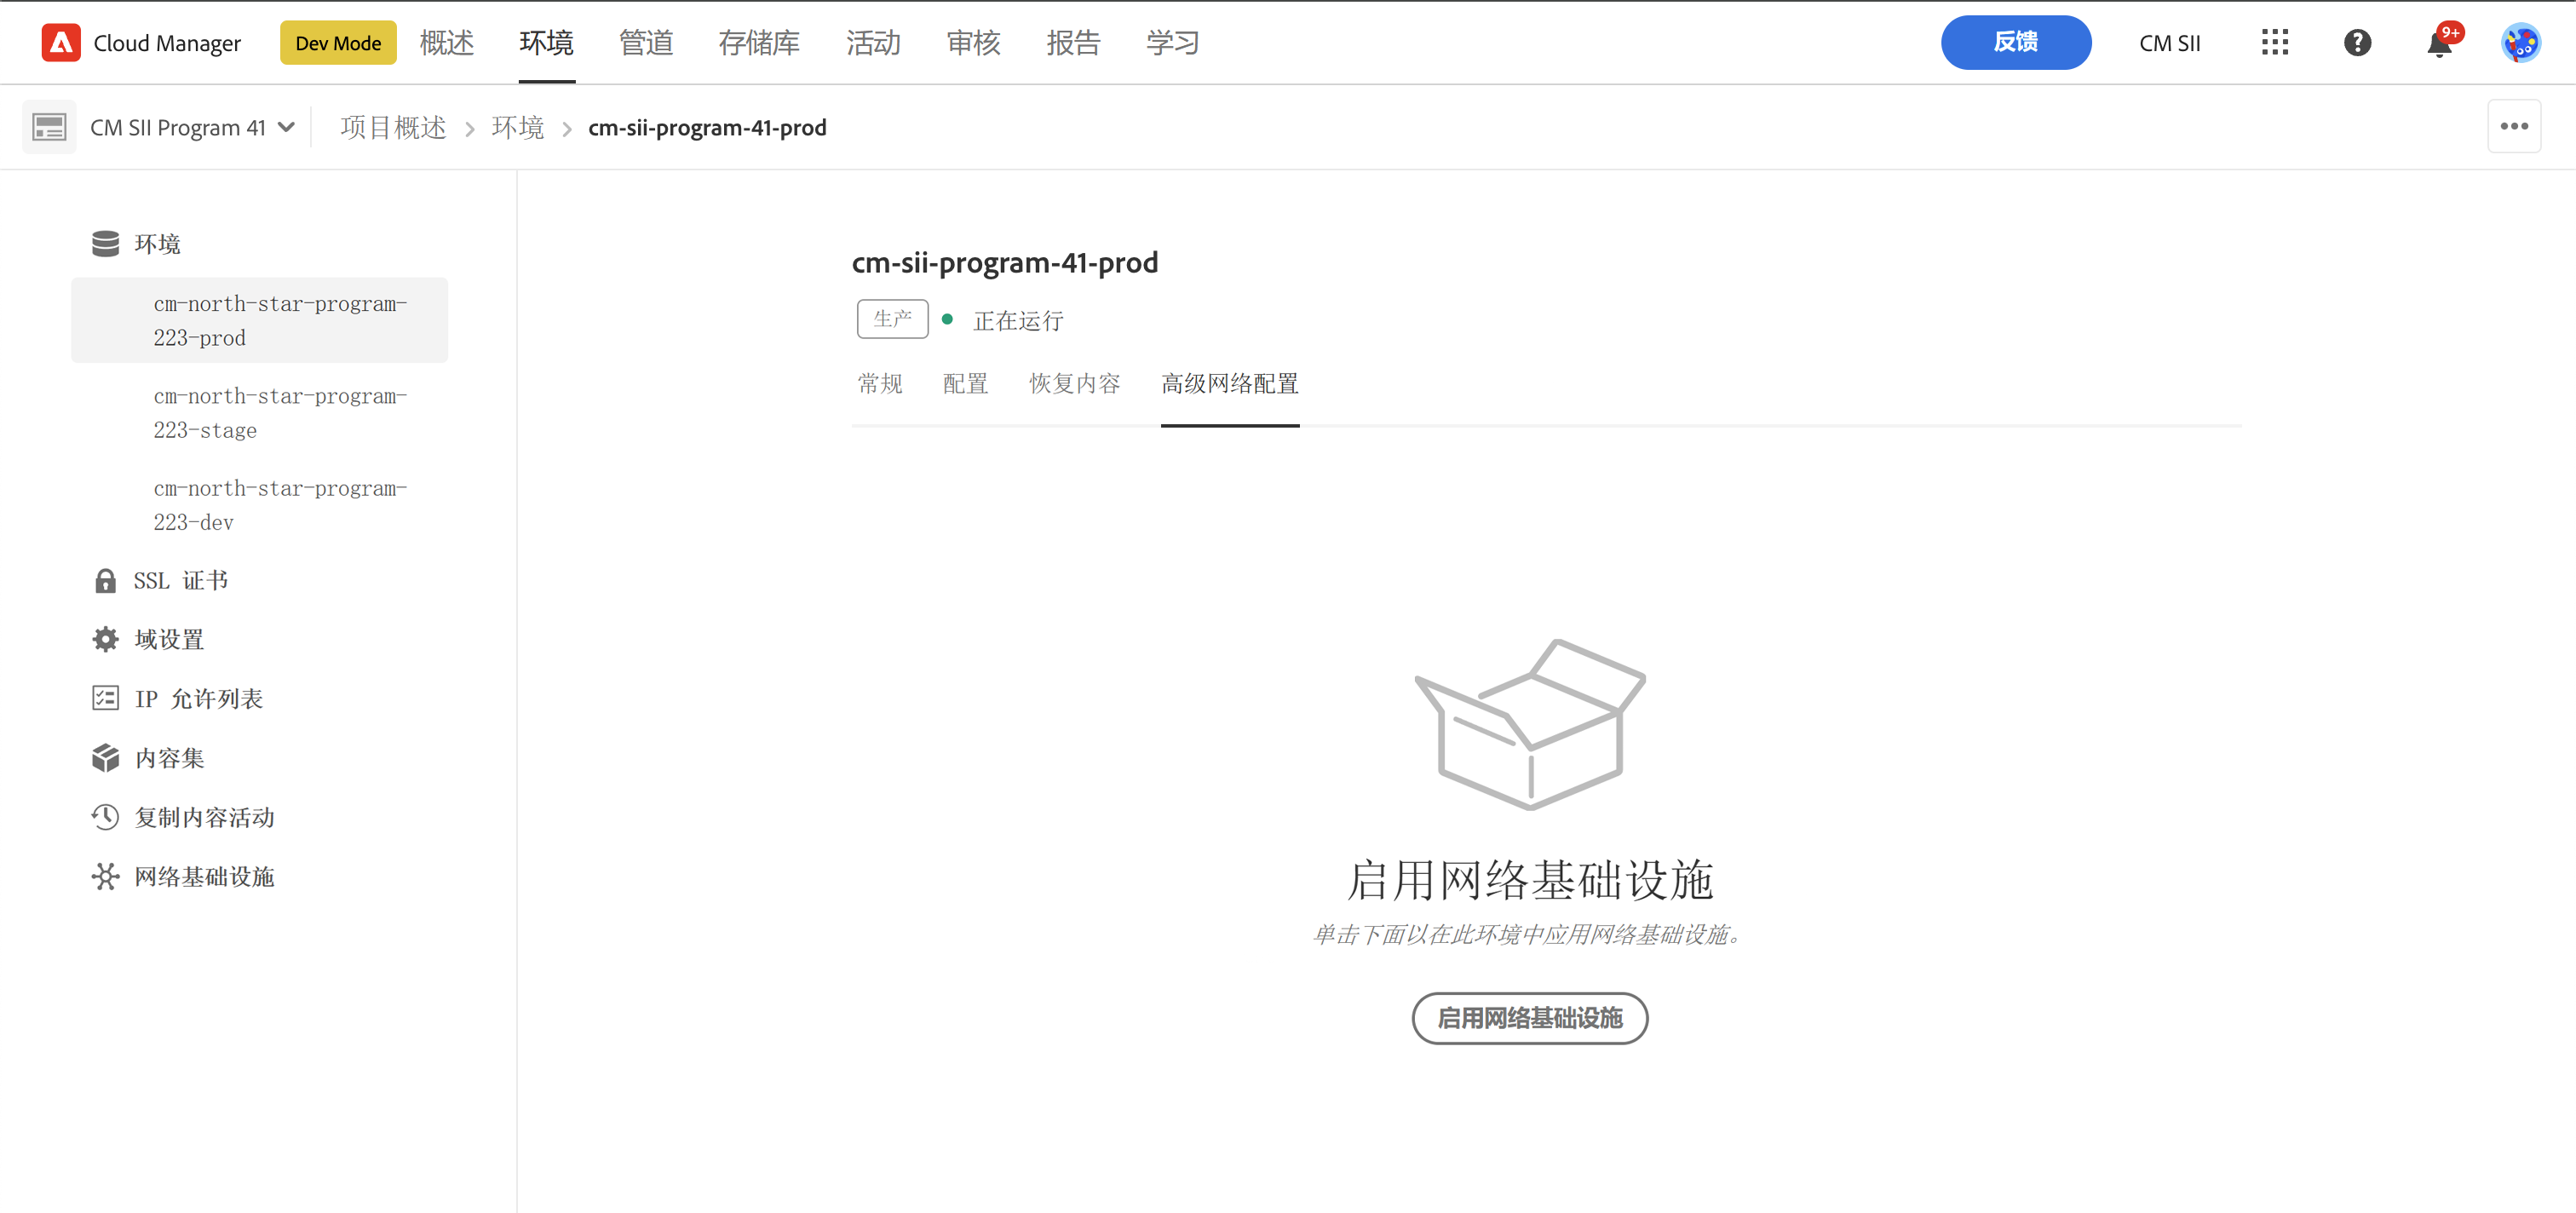 Cloud Manager
Dev Mode
概述
环境
管道
存储库
活动
审核
报告
学习
反馈
CM SII
9+
CM SII Program 41
项目概述
环境
cm-sii-program-41-prod
环境
cm-north-star-program-
223-prod
cm-north-star-program-
223-stage
cm-north-star-program-
223-dev
SSL 证书
域设置
IP 允许列表
内容集
复制内容活动
网络基础设施
cm-sii-program-41-prod
生产
正在运行
常规
配置
恢复内容
高级网络配置
启用网络基础设施
单击下面以在此环境中应用网络基础设施。
启用网络基础设施